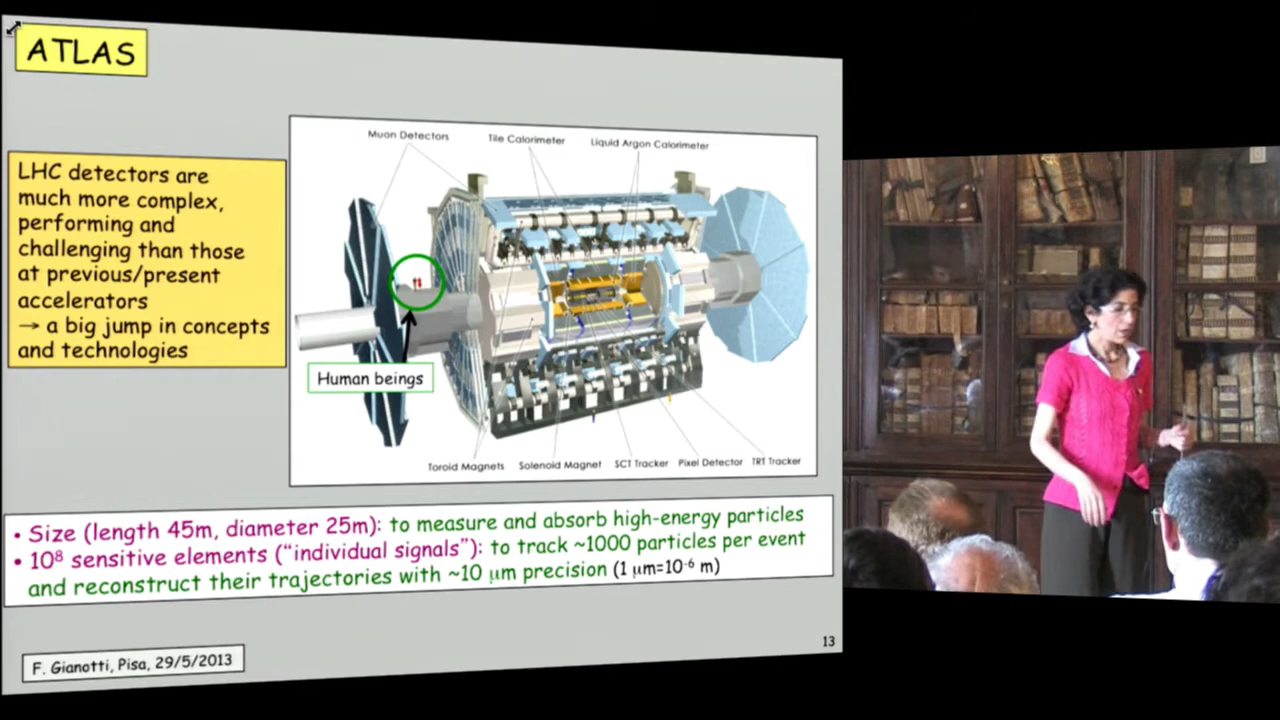 ATLAS
LHC detectors are
much more complex,
performing and
challenging than those
at previous/present
accelerators
→ a big jump in concepts
and technologies
Muon Detectors
Tile Calorimeter
Liquid Argon Calorimeter
Human beings
Toroid Magnets
Solenoid Magnet
SCT Tracker
Pixel Detector
TRT Tracker
• Size (length 45m, diameter 25m): to measure and absorb high-energy particles
• 10⁸ sensitive elements (“individual signals”): to track ~1000 particles per event
and reconstruct their trajectories with ~10 μm precision (1 μm=10⁻⁶ m)
F. Gianotti, Pisa, 29/5/2013
13